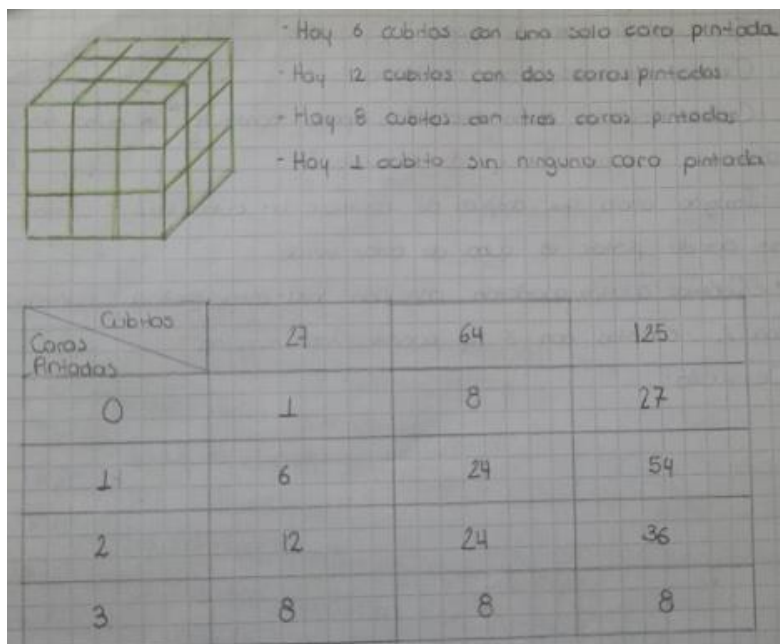 - Hay 6 cubitos con una sola cara pintada
- Hay 12 cubitos con dos caras pintadas
- Hay 8 cubitos con tres caras pintadas
- Hay 1 cubito sin ninguna cara pintada
Cubitos
Caras Pintadas
27 64 125
0 1 8 27
1 6 24 54
2 12 24 36
3 8 8 8